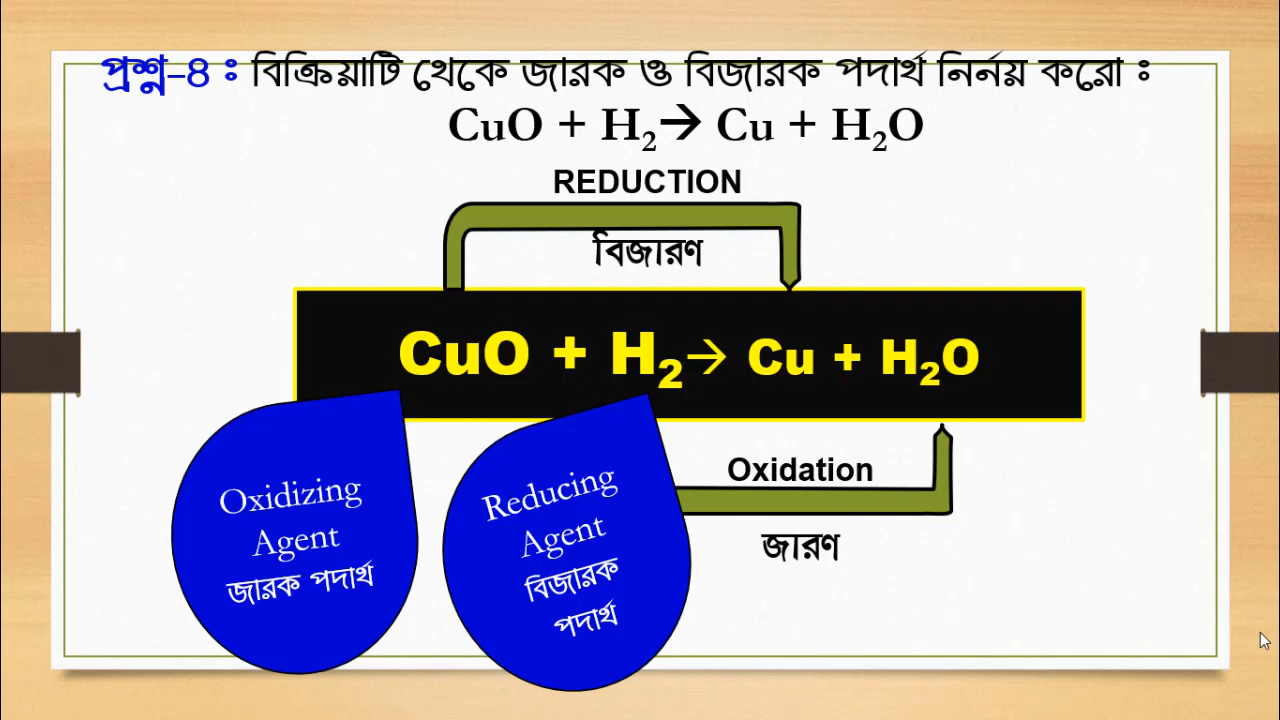 প্রশ্ন-৪ ঃ বিক্রিয়াটি থেকে জারক ও বিজারক পদার্থ নির্নয় করো ঃ
CuO + H₂→ Cu + H₂O
REDUCTION
বিজারণ
CuO + H₂→ Cu + H₂O
Oxidation
জারণ
Oxidizing
Agent
জারক পদার্থ
Reducing
Agent
বিজারক
পদার্থ